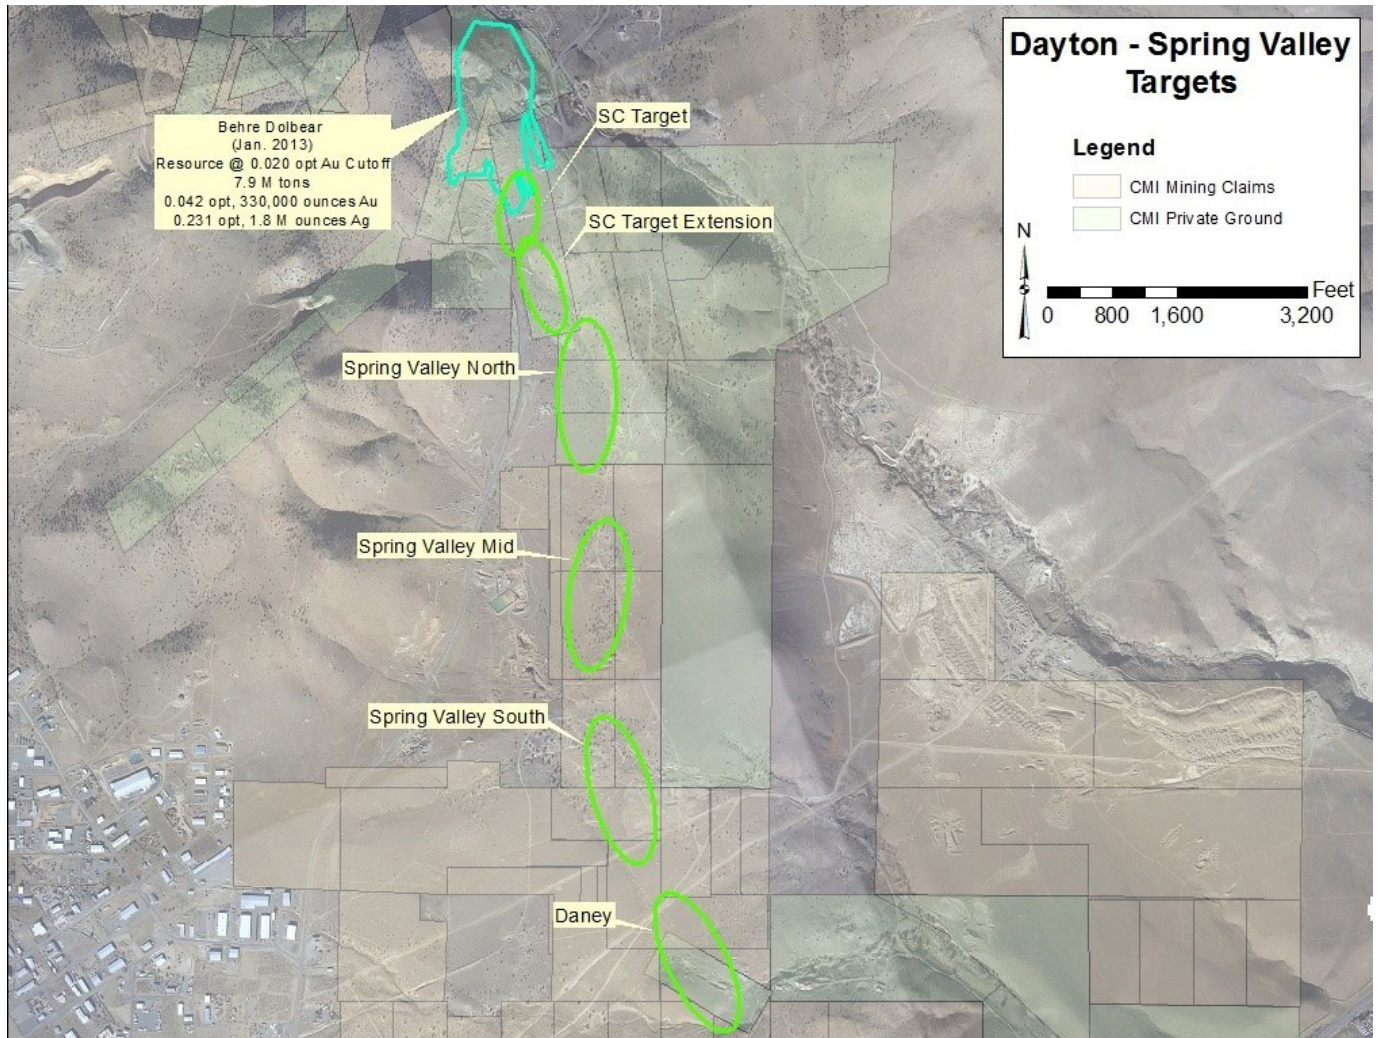 Dayton - Spring Valley
Targets
Legend
CMI Mining Claims
CMI Private Ground
N
Feet
0 800 1,600 3,200
Behre Dolbear
(Jan. 2013)
Resource @ 0.020 opt Au Cutoff
7.9 M tons
0.042 opt, 330,000 ounces Au
0.231 opt, 1.8 M ounces Ag
SC Target
SC Target Extension
Spring Valley North
Spring Valley Mid
Spring Valley South
Daney